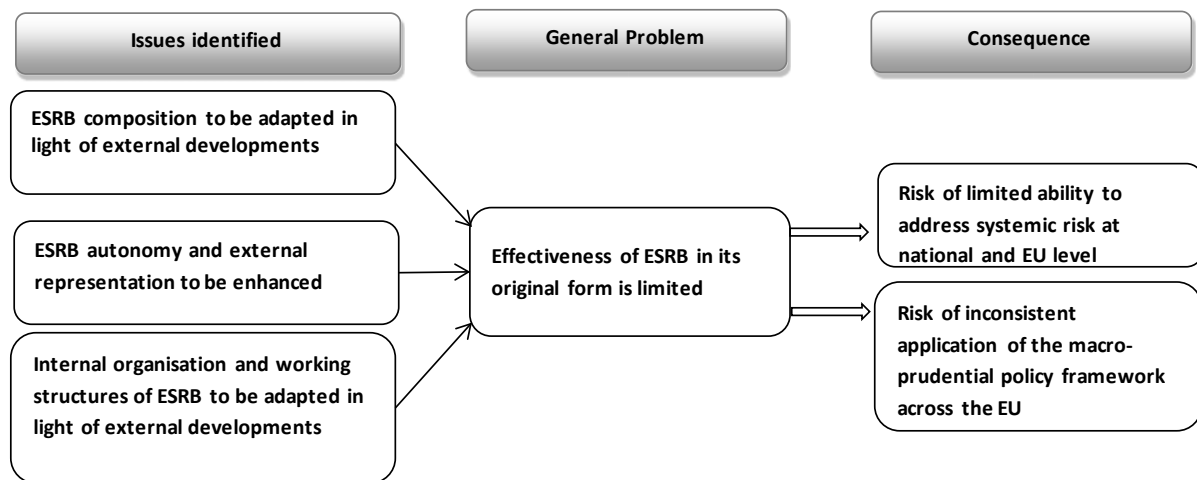 Issues identified
General Problem
Consequence
ESRB composition to be adapted in
light of external developments
ESRB autonomy and external
representation to be enhanced
Internal organisation and working
structures of ESRB to be adapted in
light of external developments
Effectiveness of ESRB in its
original form is limited
Risk of limited ability to
address systemic risk at
national and EU level
Risk of inconsistent
application of the macro-
prudential policy framework
across the EU